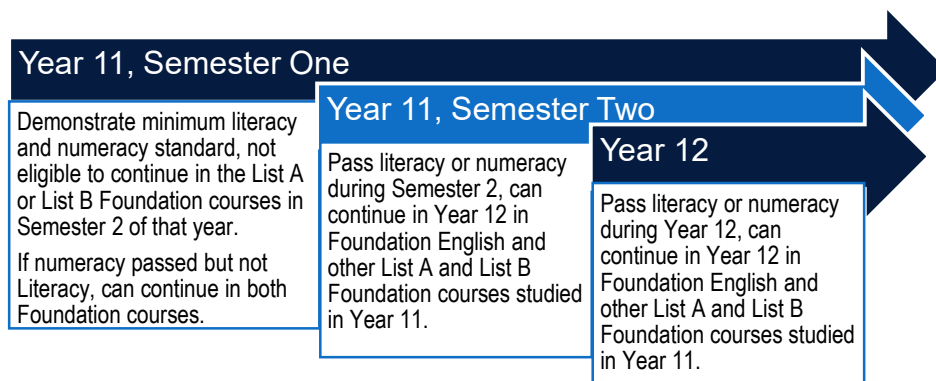 Year 11, Semester One
Demonstrate minimum literacy
and numeracy standard, not
eligible to continue in the List A
or List B Foundation courses in
Semester 2 of that year.
If numeracy passed but not
Literacy, can continue in both
Foundation courses.
Year 11, Semester Two
Pass literacy or numeracy
during Semester 2, can
continue in Year 12 in
Foundation English and
other List A and List B
Foundation courses studied
in Year 11.
Year 12
Pass literacy or numeracy
during Year 12, can
continue in Year 12 in
Foundation English and
other List A and List B
Foundation courses studied
in Year 11.